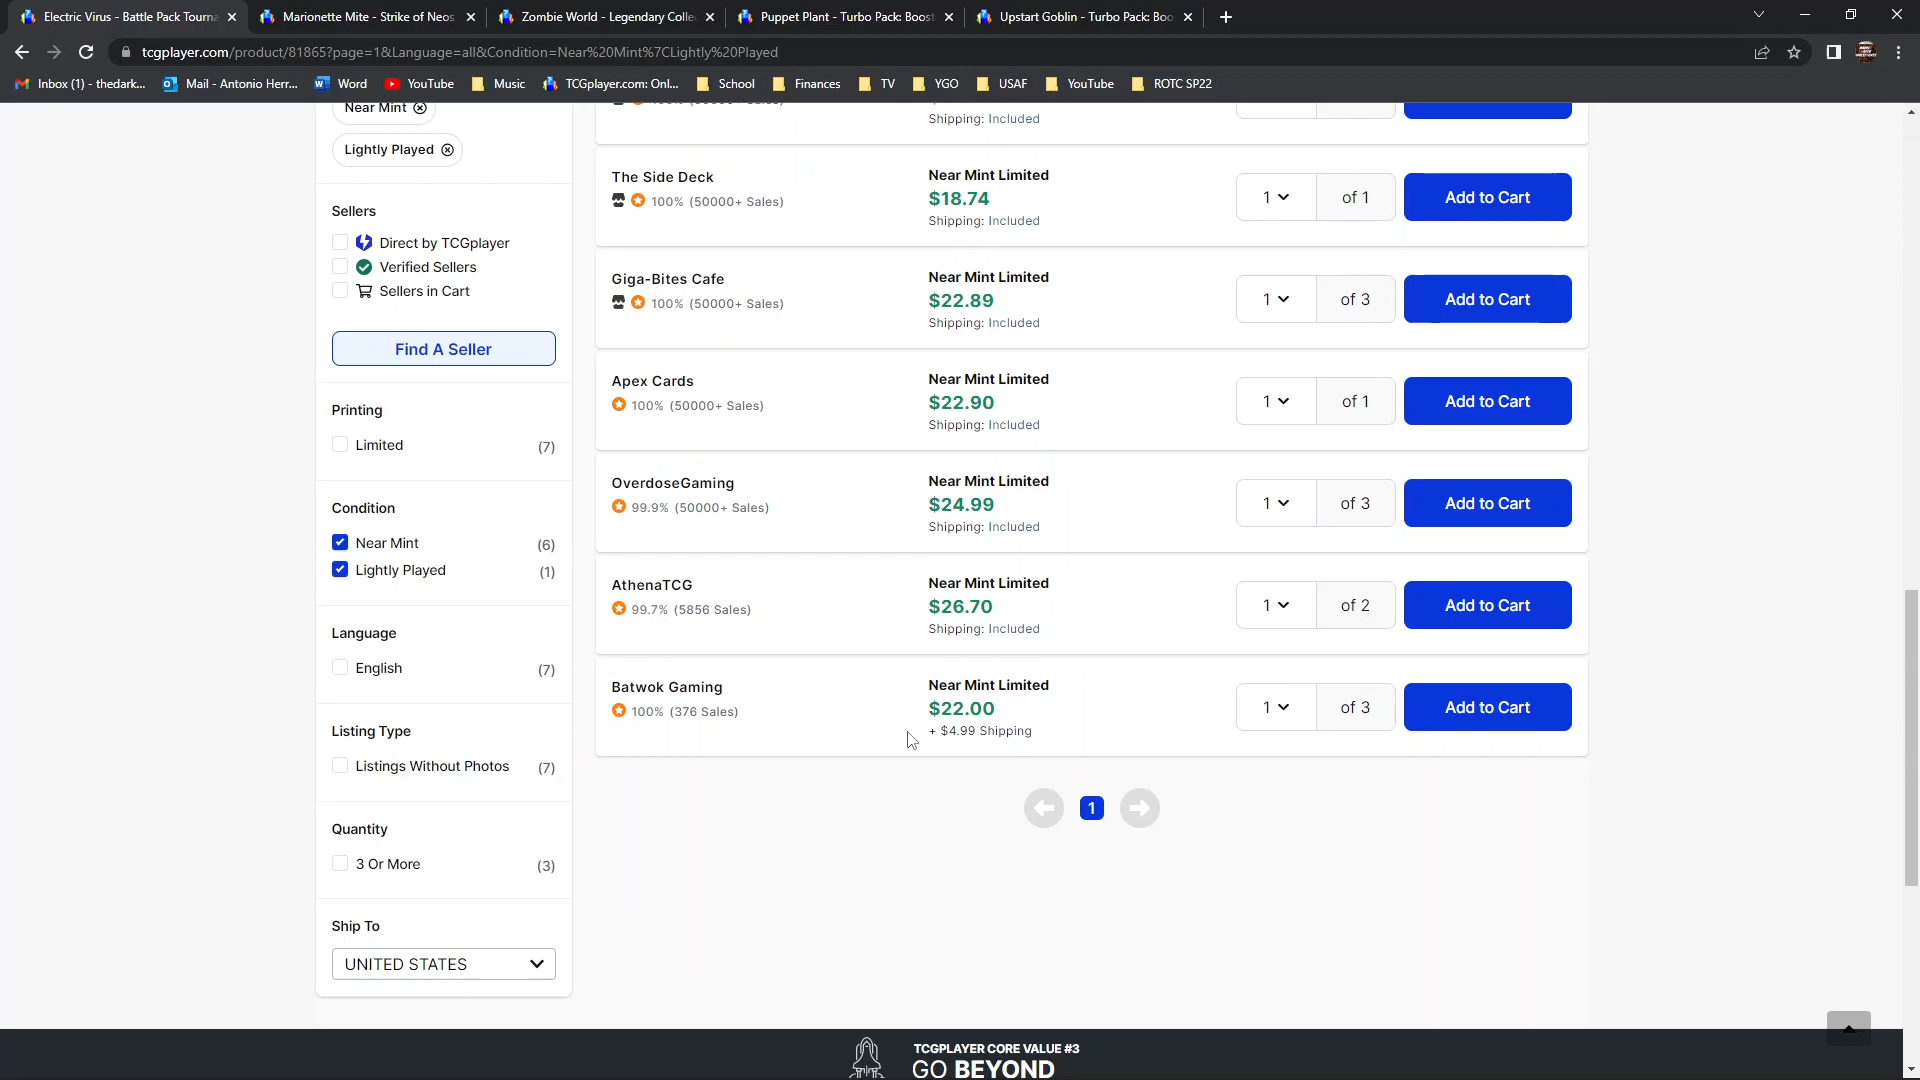 Electric Virus - Battle Pack Tourna
Marionette Mite - Strike of Neos
Zombie World - Legendary Colle
Puppet Plant - Turbo Pack: Boost
Upstart Goblin - Turbo Pack: Boo
tcgplayer.com/product/81865?page=1&Language=all&Condition=Near%20Mint%7CLightly%20Played
Inbox (1) - thedark...
Mail - Antonio Herr...
Word
YouTube
Music
TCGplayer.com: Onl...
School
Finances
TV
YGO
USAF
YouTube
ROTC SP22
Near Mint
Lightly Played
Sellers
Direct by TCGplayer
Verified Sellers
Sellers in Cart
Find A Seller
Printing
Limited (7)
Condition
Near Mint (6)
Lightly Played (1)
Language
English (7)
Listing Type
Listings Without Photos (7)
Quantity
3 Or More (3)
Ship To
UNITED STATES
Shipping: Included
The Side Deck
100% (50000+ Sales)
Near Mint Limited
$18.74
Shipping: Included
1 of 1
Add to Cart
Giga-Bites Cafe
100% (50000+ Sales)
Near Mint Limited
$22.89
Shipping: Included
1 of 3
Add to Cart
Apex Cards
100% (50000+ Sales)
Near Mint Limited
$22.90
Shipping: Included
1 of 1
Add to Cart
OverdoseGaming
99.9% (50000+ Sales)
Near Mint Limited
$24.99
Shipping: Included
1 of 3
Add to Cart
AthenaTCG
99.7% (5856 Sales)
Near Mint Limited
$26.70
Shipping: Included
1 of 2
Add to Cart
Batwok Gaming
100% (376 Sales)
Near Mint Limited
$22.00
+ $4.99 Shipping
1 of 3
Add to Cart
1
TCGPLAYER CORE VALUE #3
GO BEYOND